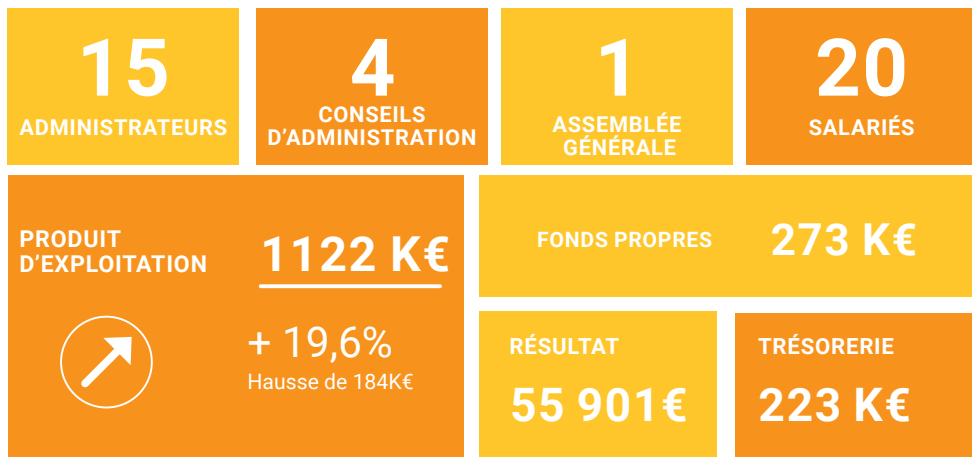 15
ADMINISTRATEURS
4
CONSEILS
D'ADMINISTRATION
1
ASSEMBLÉE
GÉNÉRALE
20
SALARIÉS
PRODUIT
D'EXPLOITATION
1122 K€
+ 19,6%
Hausse de 184K€
FONDS PROPRES
273 K€
RÉSULTAT
55 901€
TRÉSORERIE
223 K€